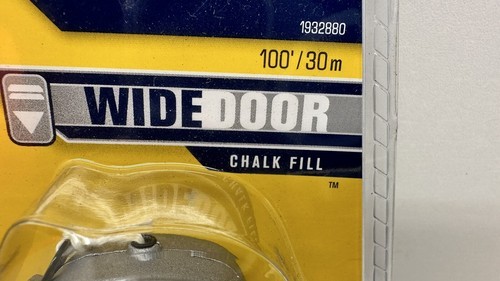 1932880
100'/30m
WIDEDOOR
CHALK FILL
TM